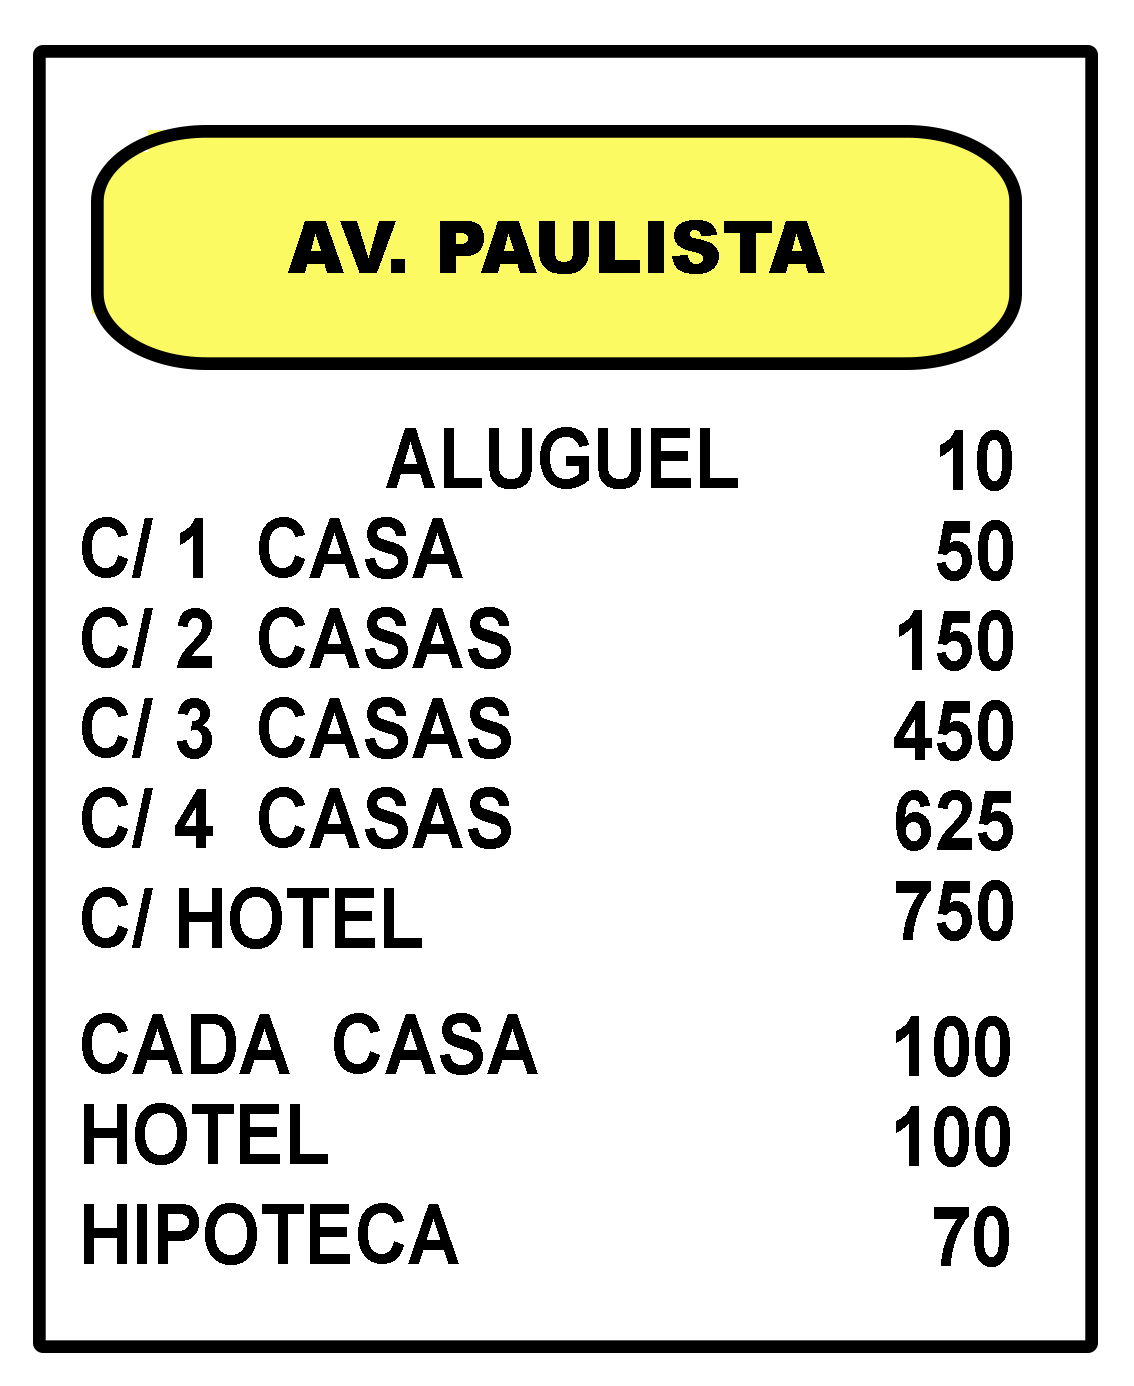 AV. PAULISTA
ALUGUEL 10
C/ 1 CASA 50
C/ 2 CASAS 150
C/ 3 CASAS 450
C/ 4 CASAS 625
C/ HOTEL 750
CADA CASA 100
HOTEL 100
HIPOTECA 70